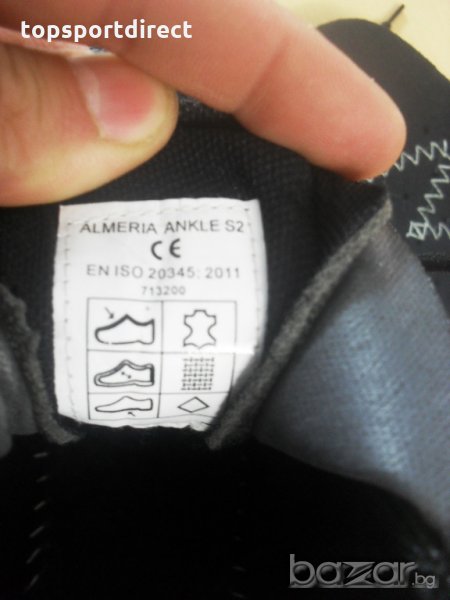 topsportdirect
ALMERIA ANKLE S2
CE
EN ISO 20345: 2011
713200
bazar.bg